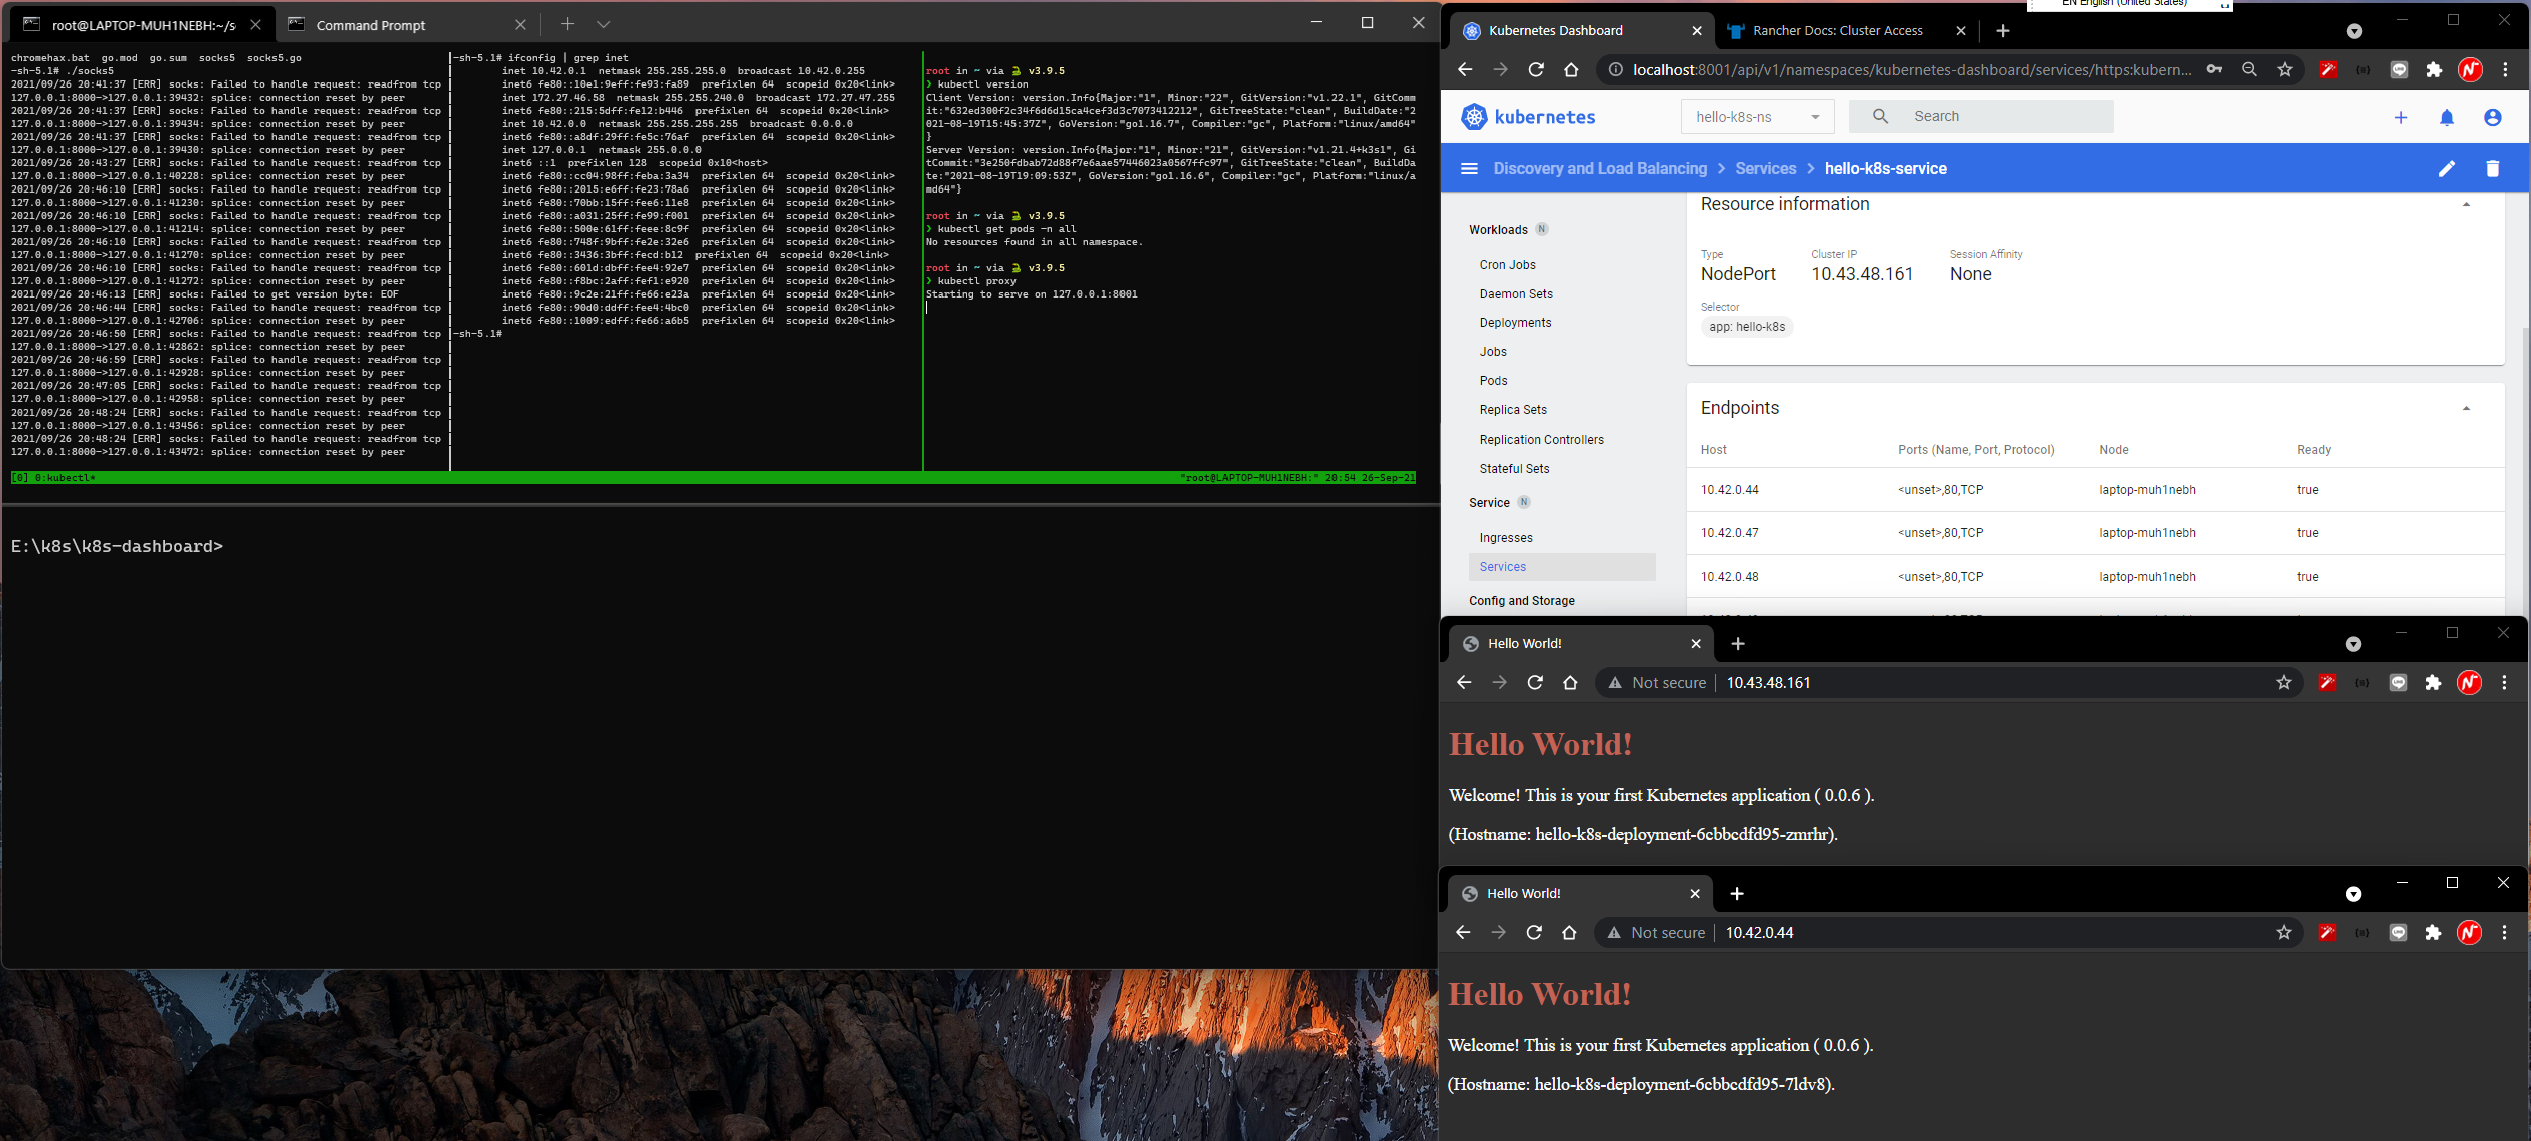 root@LAPTOP-MUH1NEBH:~/s
Command Prompt
chromehax.bat  go.mod  go.sum  socks5  socks5.go
-sh-5.1# ./socks5
2021/09/26 20:41:37 [ERR] socks: Failed to handle request: readfrom tcp
127.0.0.1:8000->127.0.0.1:39432: splice: connection reset by peer
2021/09/26 20:41:37 [ERR] socks: Failed to handle request: readfrom tcp
127.0.0.1:8000->127.0.0.1:39434: splice: connection reset by peer
2021/09/26 20:41:37 [ERR] socks: Failed to handle request: readfrom tcp
127.0.0.1:8000->127.0.0.1:39430: splice: connection reset by peer
2021/09/26 20:43:27 [ERR] socks: Failed to handle request: readfrom tcp
127.0.0.1:8000->127.0.0.1:40228: splice: connection reset by peer
2021/09/26 20:46:10 [ERR] socks: Failed to handle request: readfrom tcp
127.0.0.1:8000->127.0.0.1:41230: splice: connection reset by peer
2021/09/26 20:46:10 [ERR] socks: Failed to handle request: readfrom tcp
127.0.0.1:8000->127.0.0.1:41214: splice: connection reset by peer
2021/09/26 20:46:10 [ERR] socks: Failed to handle request: readfrom tcp
127.0.0.1:8000->127.0.0.1:41270: splice: connection reset by peer
2021/09/26 20:46:10 [ERR] socks: Failed to handle request: readfrom tcp
127.0.0.1:8000->127.0.0.1:41272: splice: connection reset by peer
2021/09/26 20:46:13 [ERR] socks: Failed to get version byte: EOF
2021/09/26 20:46:44 [ERR] socks: Failed to handle request: readfrom tcp
127.0.0.1:8000->127.0.0.1:42706: splice: connection reset by peer
2021/09/26 20:46:50 [ERR] socks: Failed to handle request: readfrom tcp
127.0.0.1:8000->127.0.0.1:42862: splice: connection reset by peer
2021/09/26 20:46:59 [ERR] socks: Failed to handle request: readfrom tcp
127.0.0.1:8000->127.0.0.1:42928: splice: connection reset by peer
2021/09/26 20:47:05 [ERR] socks: Failed to handle request: readfrom tcp
127.0.0.1:8000->127.0.0.1:42958: splice: connection reset by peer
2021/09/26 20:48:24 [ERR] socks: Failed to handle request: readfrom tcp
127.0.0.1:8000->127.0.0.1:43456: splice: connection reset by peer
2021/09/26 20:48:24 [ERR] socks: Failed to handle request: readfrom tcp
127.0.0.1:8000->127.0.0.1:43472: splice: connection reset by peer
-sh-5.1# ifconfig | grep inet
inet 10.42.0.1  netmask 255.255.255.0  broadcast 10.42.0.255
inet6 fe80::10e1:9eff:fe93:fa89  prefixlen 64  scopeid 0x20<link>
inet 172.27.46.58  netmask 255.255.240.0  broadcast 172.27.47.255
inet6 fe80::215:5dff:fe12:b446  prefixlen 64  scopeid 0x20<link>
inet 10.42.0.0  netmask 255.255.255.255  broadcast 0.0.0.0
inet6 fe80::a8df:29ff:fe5c:76af  prefixlen 64  scopeid 0x20<link>
inet 127.0.0.1  netmask 255.0.0.0
inet6 ::1  prefixlen 128  scopeid 0x10<host>
inet6 fe80::cc04:98ff:feba:3a34  prefixlen 64  scopeid 0x20<link>
inet6 fe80::2015:e6ff:fe23:78a6  prefixlen 64  scopeid 0x20<link>
inet6 fe80::70bb:15ff:fee6:11e8  prefixlen 64  scopeid 0x20<link>
inet6 fe80::a031:25ff:fe99:f001  prefixlen 64  scopeid 0x20<link>
inet6 fe80::500e:61ff:feee:8c9f  prefixlen 64  scopeid 0x20<link>
inet6 fe80::748f:9bff:fe2e:32e6  prefixlen 64  scopeid 0x20<link>
inet6 fe80::3436:3bff:fecd:b12  prefixlen 64  scopeid 0x20<link>
inet6 fe80::601d:dbff:fee4:92e7  prefixlen 64  scopeid 0x20<link>
inet6 fe80::f8bc:2aff:fef1:e920  prefixlen 64  scopeid 0x20<link>
inet6 fe80::9c2e:21ff:fe66:e23a  prefixlen 64  scopeid 0x20<link>
inet6 fe80::90d0:ddff:fee4:4bc0  prefixlen 64  scopeid 0x20<link>
inet6 fe80::1009:edff:fe66:a6b5  prefixlen 64  scopeid 0x20<link>
-sh-5.1#
root in ~ via v3.9.5
❯ kubectl version
Client Version: version.Info{Major:"1", Minor:"22", GitVersion:"v1.22.1", GitComm
it:"632ed300f2c34f6d6d15ca4cef3d3c7073412212", GitTreeState:"clean", BuildDate:"2
021-08-19T15:45:37Z", GoVersion:"go1.16.7", Compiler:"gc", Platform:"linux/amd64"
}
Server Version: version.Info{Major:"1", Minor:"21", GitVersion:"v1.21.4+k3s1", Gi
tCommit:"3e250fdbab72d88f7e6aae57446023a0567ffc97", GitTreeState:"clean", BuildDa
te:"2021-08-19T19:09:53Z", GoVersion:"go1.16.6", Compiler:"gc", Platform:"linux/a
md64"}
root in ~ via v3.9.5
❯ kubectl get pods -n all
No resources found in all namespace.
root in ~ via v3.9.5
❯ kubectl proxy
Starting to serve on 127.0.0.1:8001
[0] 0:kubectl*
"root@LAPTOP-MUH1NEBH:" 20:54 26-Sep-21
E:\k8s\k8s-dashboard>
EN English (United States)
Kubernetes Dashboard
Rancher Docs: Cluster Access
localhost:8001/api/v1/namespaces/kubernetes-dashboard/services/https:kubern...
kubernetes
hello-k8s-ns
Search
Discovery and Load Balancing > Services > hello-k8s-service
Workloads N
Cron Jobs
Daemon Sets
Deployments
Jobs
Pods
Replica Sets
Replication Controllers
Stateful Sets
Service N
Ingresses
Services
Config and Storage
Resource information
Type Cluster IP Session Affinity
NodePort 10.43.48.161 None
Selector
app: hello-k8s
Endpoints
Host Ports (Name, Port, Protocol) Node Ready
10.42.0.44 <unset>,80,TCP laptop-muh1nebh true
10.42.0.47 <unset>,80,TCP laptop-muh1nebh true
10.42.0.48 <unset>,80,TCP laptop-muh1nebh true
Hello World!
Not secure 10.43.48.161
Hello World!
Welcome! This is your first Kubernetes application ( 0.0.6 ).
(Hostname: hello-k8s-deployment-6cbbcdfd95-zmrhr).
Hello World!
Not secure 10.42.0.44
Hello World!
Welcome! This is your first Kubernetes application ( 0.0.6 ).
(Hostname: hello-k8s-deployment-6cbbcdfd95-7ldv8).